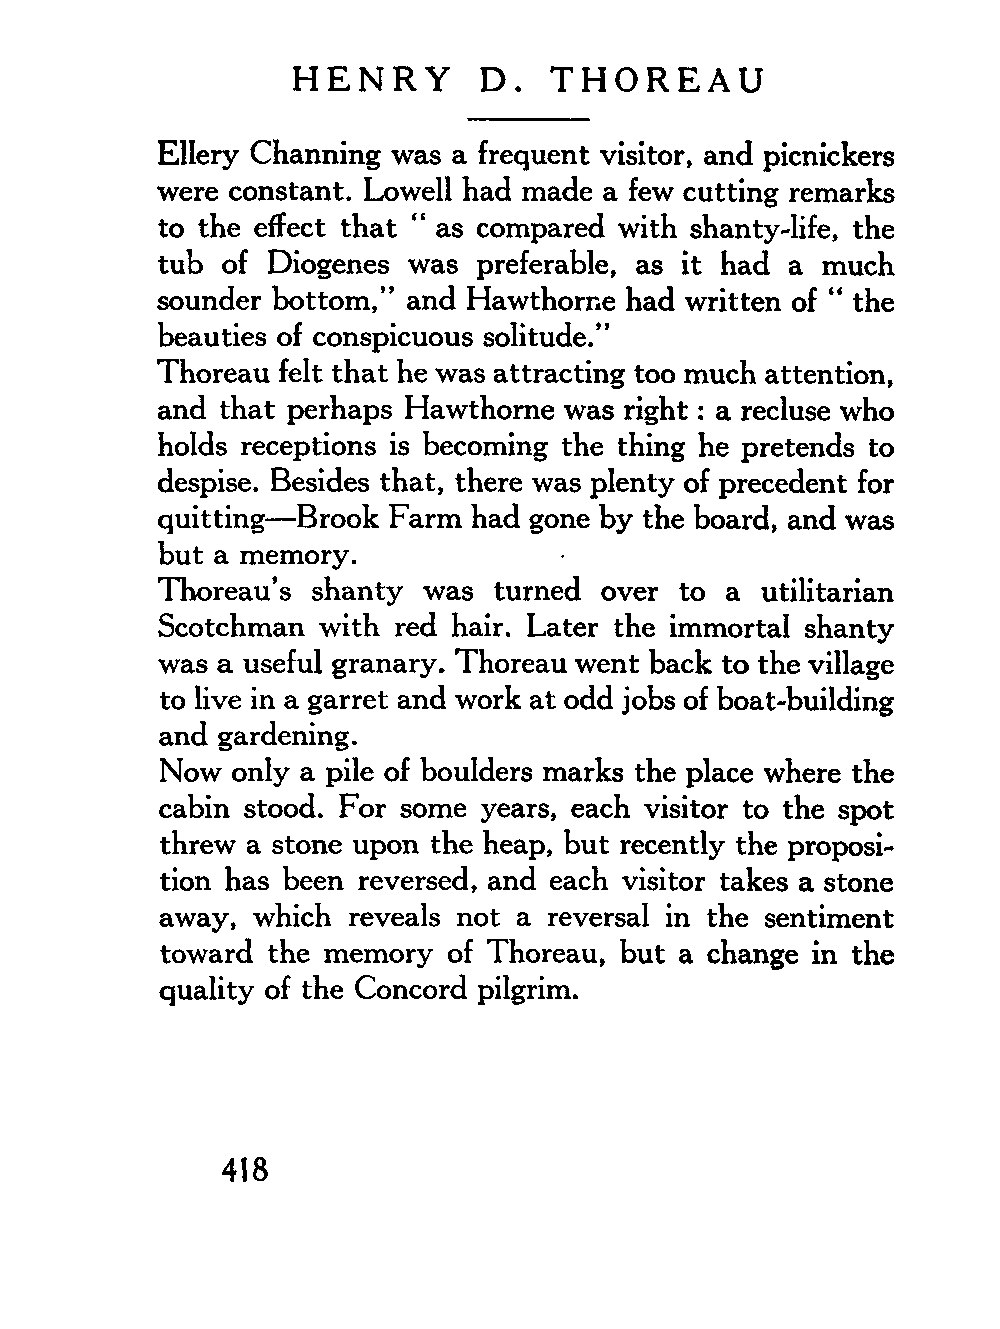 HENRY D. THOREAU
Ellery Channing was a frequent visitor, and picnickers
were constant. Lowell had made a few cutting remarks
to the effect that “ as compared with shanty-life, the
tub of Diogenes was preferable, as it had a much
sounder bottom,” and Hawthorne had written of “ the
beauties of conspicuous solitude.”
Thoreau felt that he was attracting too much attention,
and that perhaps Hawthorne was right : a recluse who
holds receptions is becoming the thing he pretends to
despise. Besides that, there was plenty of precedent for
quitting—Brook Farm had gone by the board, and was
but a memory.
Thoreau's shanty was turned over to a utilitarian
Scotchman with red hair. Later the immortal shanty
was a useful granary. Thoreau went back to the village
to live in a garret and work at odd jobs of boat-building
and gardening.
Now only a pile of boulders marks the place where the
cabin stood. For some years, each visitor to the spot
threw a stone upon the heap, but recently the proposi-
tion has been reversed, and each visitor takes a stone
away, which reveals not a reversal in the sentiment
toward the memory of Thoreau, but a change in the
quality of the Concord pilgrim.
418